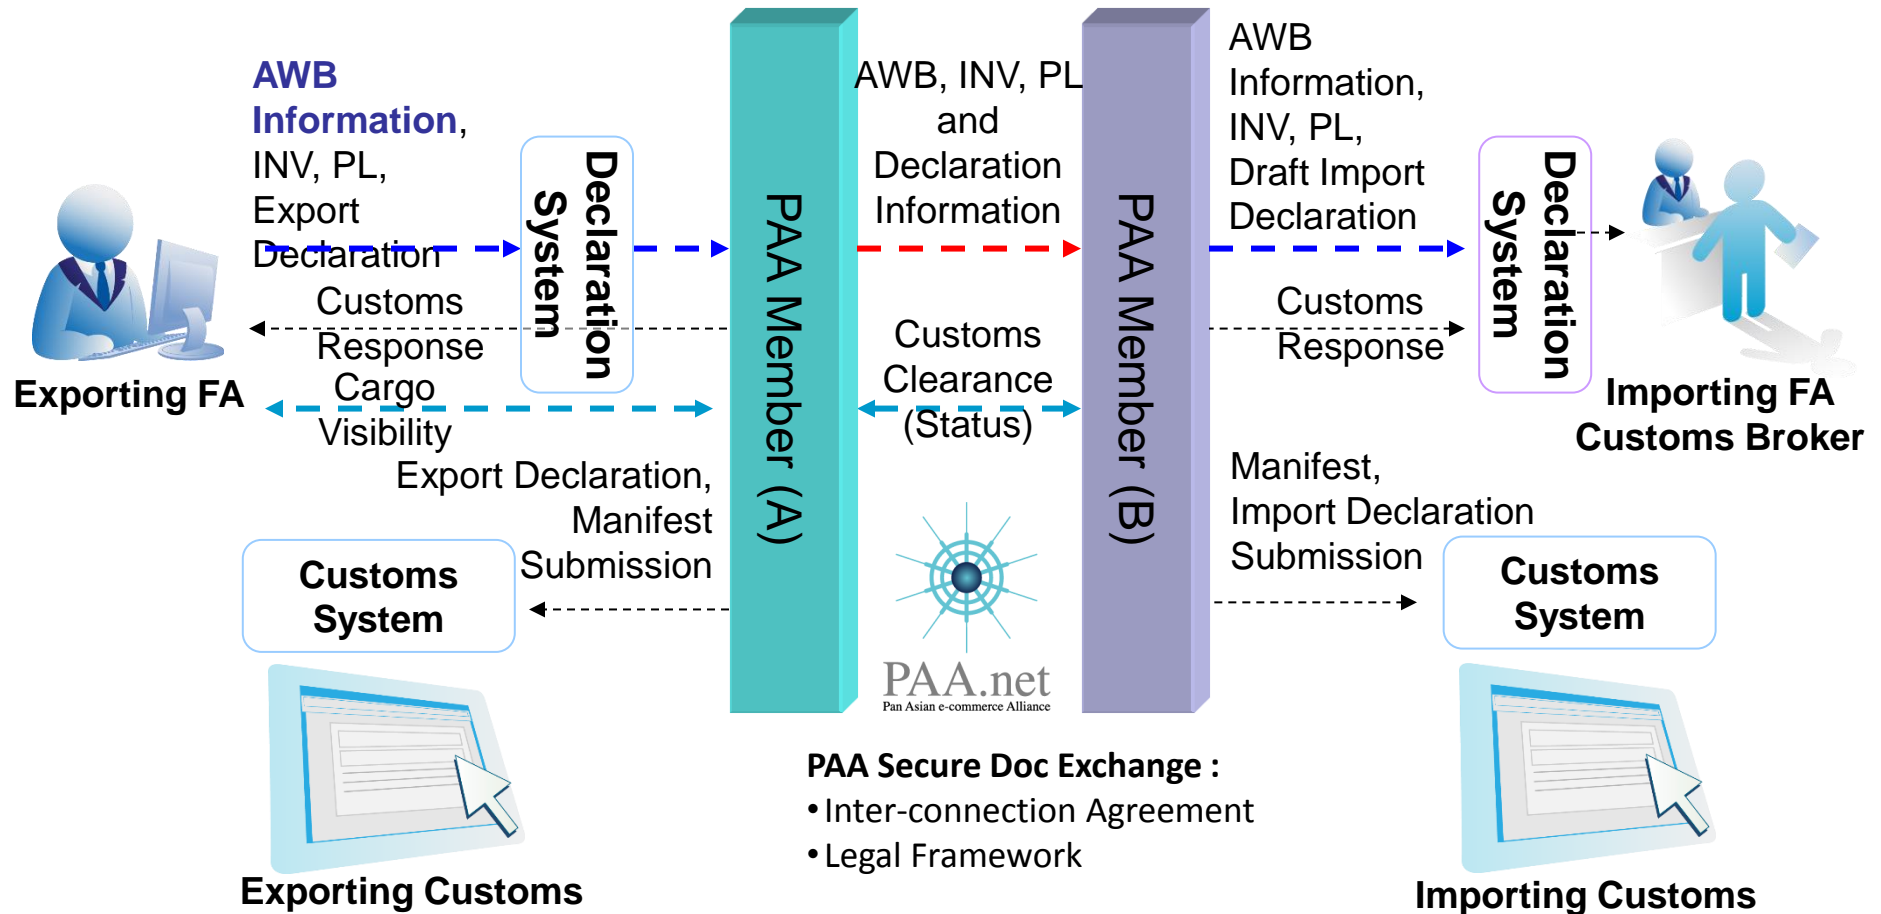 AWB
Information,
INV, PL,
Export
Declaration
Declaration
System
Customs
Response
Cargo
Visibility
Exporting FA
Export Declaration,
Manifest
Submission
Customs
System
Exporting Customs
PAA Member (A)
AWB, INV, PL
and
Declaration
Information
Customs
Clearance
(Status)
PAA.net
Pan Asian e-commerce Alliance
PAA Secure Doc Exchange :
• Inter-connection Agreement
• Legal Framework
PAA Member (B)
AWB
Information,
INV, PL,
Draft Import
Declaration
Declaration
System
Customs
Response
Importing FA
Customs Broker
Manifest,
Import Declaration
Submission
Customs
System
Importing Customs